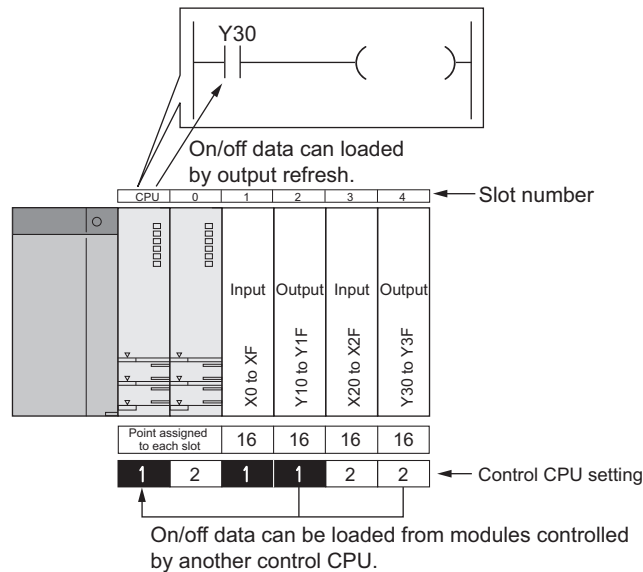 Y30
On/off data can loaded
by output refresh.
CPU 0 1 2 3 4
Slot number
Input Output Input Output
X0 to XF Y10 to Y1F X20 to X2F Y30 to Y3F
Point assigned
to each slot
16 16 16 16
1 2 1 1 2 2
Control CPU setting
On/off data can be loaded from modules controlled
by another control CPU.